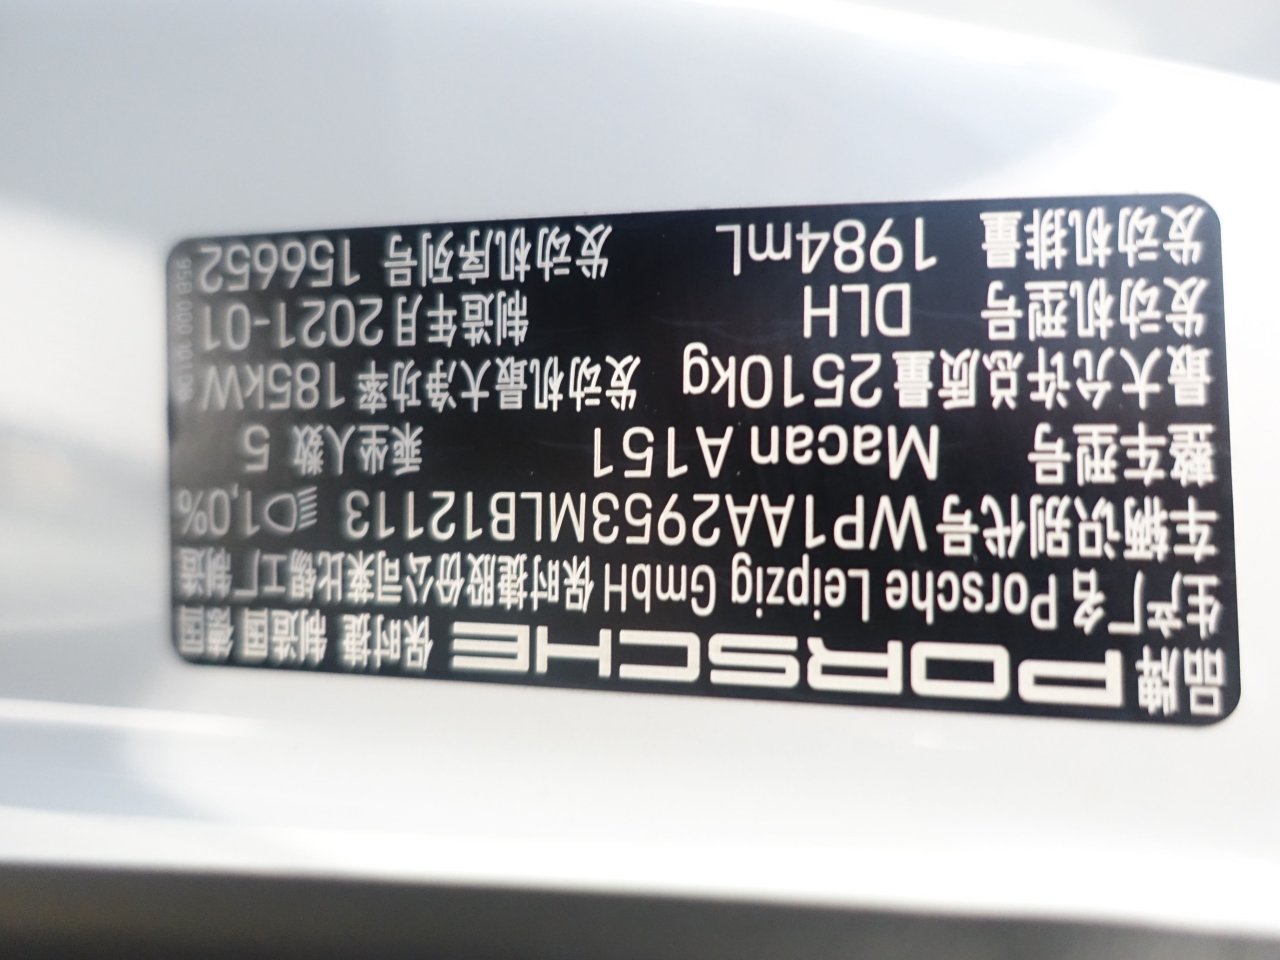 品牌 PORSCHE 保时捷 制造国 德国
生产厂名 Porsche Leipzig GmbH 保时捷股份公司莱比锡工厂制造
车辆识别代号 WP1AA2953MLB12113 1,0%
整车型号 Macan A151 乘坐人数 5
最大允许总质量 2510kg 发动机最大净功率 185kW
发动机型号 DLH 制造年月 2021-01
发动机排量 1984mL 发动机序列号 156652